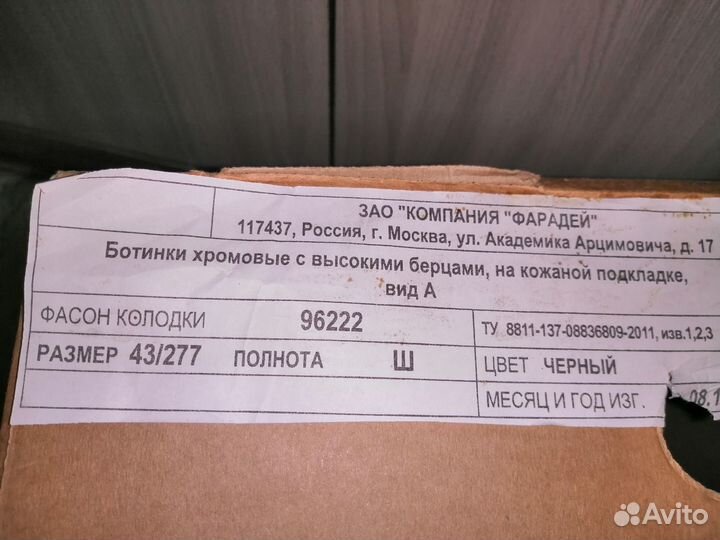 ЗАО "КОМПАНИЯ "ФАРАДЕЙ"
117437, Россия, г. Москва, ул. Академика Арцимовича, д. 17
Ботинки хромовые с высокими берцами, на кожаной подкладке,
вид А
ФАСОН КОЛОДКИ 96222 ТУ 8811-137-08836809-2011, изв.1,2,3
РАЗМЕР 43/277 ПОЛНОТА Ш ЦВЕТ ЧЕРНЫЙ
МЕСЯЦ И ГОД ИЗГ. 08.1
Avito